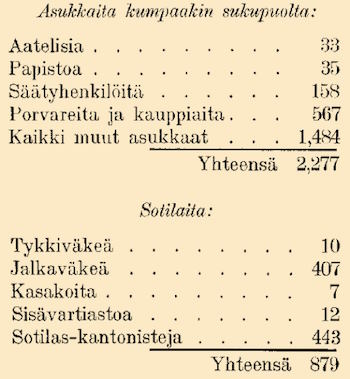 Asukkaita kumpaakin sukupuolta:
Aatelisia . . . . . . . . 33
Papistoa . . . . . . . . 35
Säätyhenkilöitä . . . . . . 158
Porvareita ja kauppiaita . . . 567
Kaikki muut asukkaat . . . 1,484
Yhteensä 2,277
Sotilaita:
Tykkiväkeä . . . . . . . 10
Jalkaväkeä . . . . . . . 407
Kasakoita . . . . . . . . 7
Sisävartiastoa . . . . . . 12
Sotilas-kantonisteja . . . . 443
Yhteensä 879